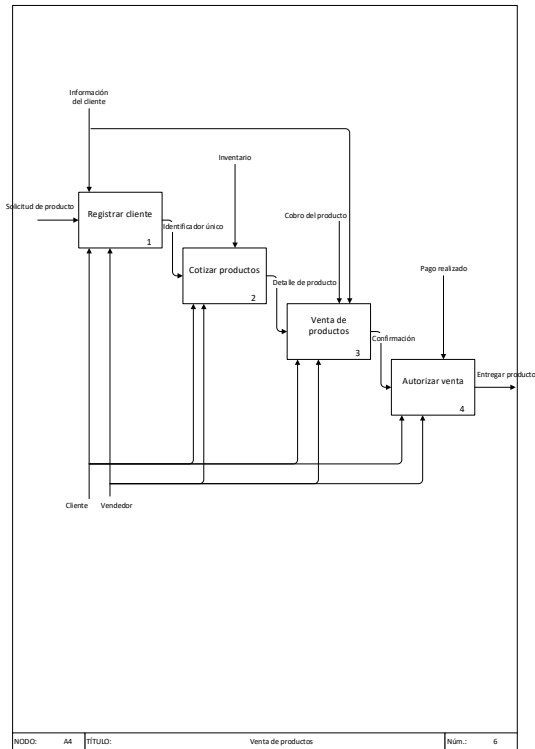 Información
del cliente
Inventario
Solicitud de producto
Registrar cliente
1
Identificador único
Cobro del producto
Cotizar productos
2
Detalle de producto
Pago realizado
Venta de
productos
3
Confirmación
Entregar producto
Autorizar venta
4
Cliente
Vendedor
NODO: A4 TÍTULO: Venta de productos Núm.: 6